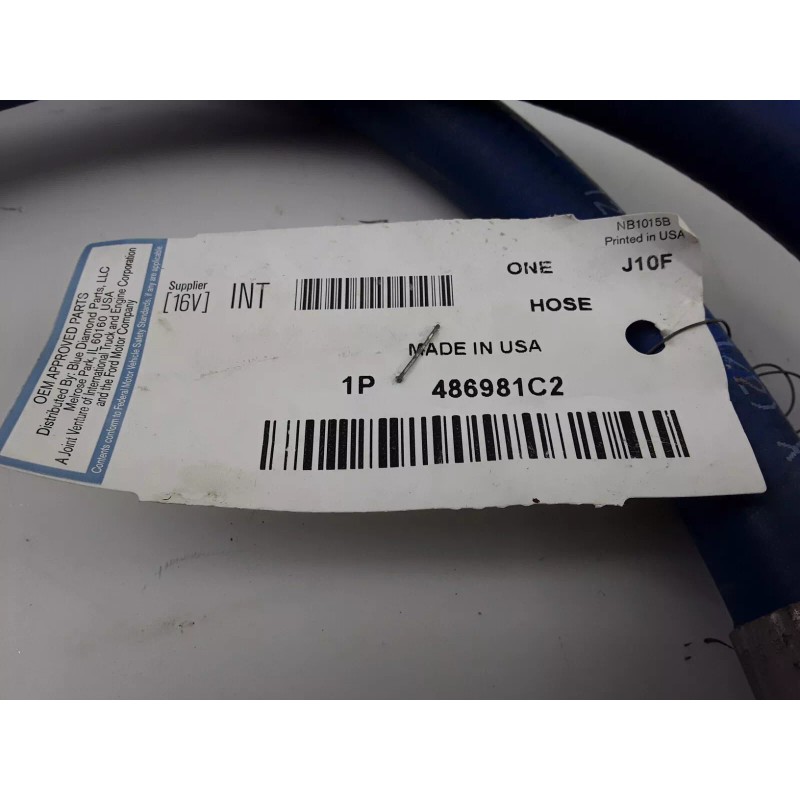 OEM APPROVED PARTS
Distributed By: Blue Diamond Parts, LLC
Melrose Park, IL 60160 USA
A Joint Venture of International Truck and Engine Corporation
and the Ford Motor Company
Contents conform to Federal Motor Vehicle Safety Standards, if any are applicable
Supplier
[16V] INT
NB1015B
Printed in USA
ONE J10F
HOSE
MADE IN USA
1P 486981C2